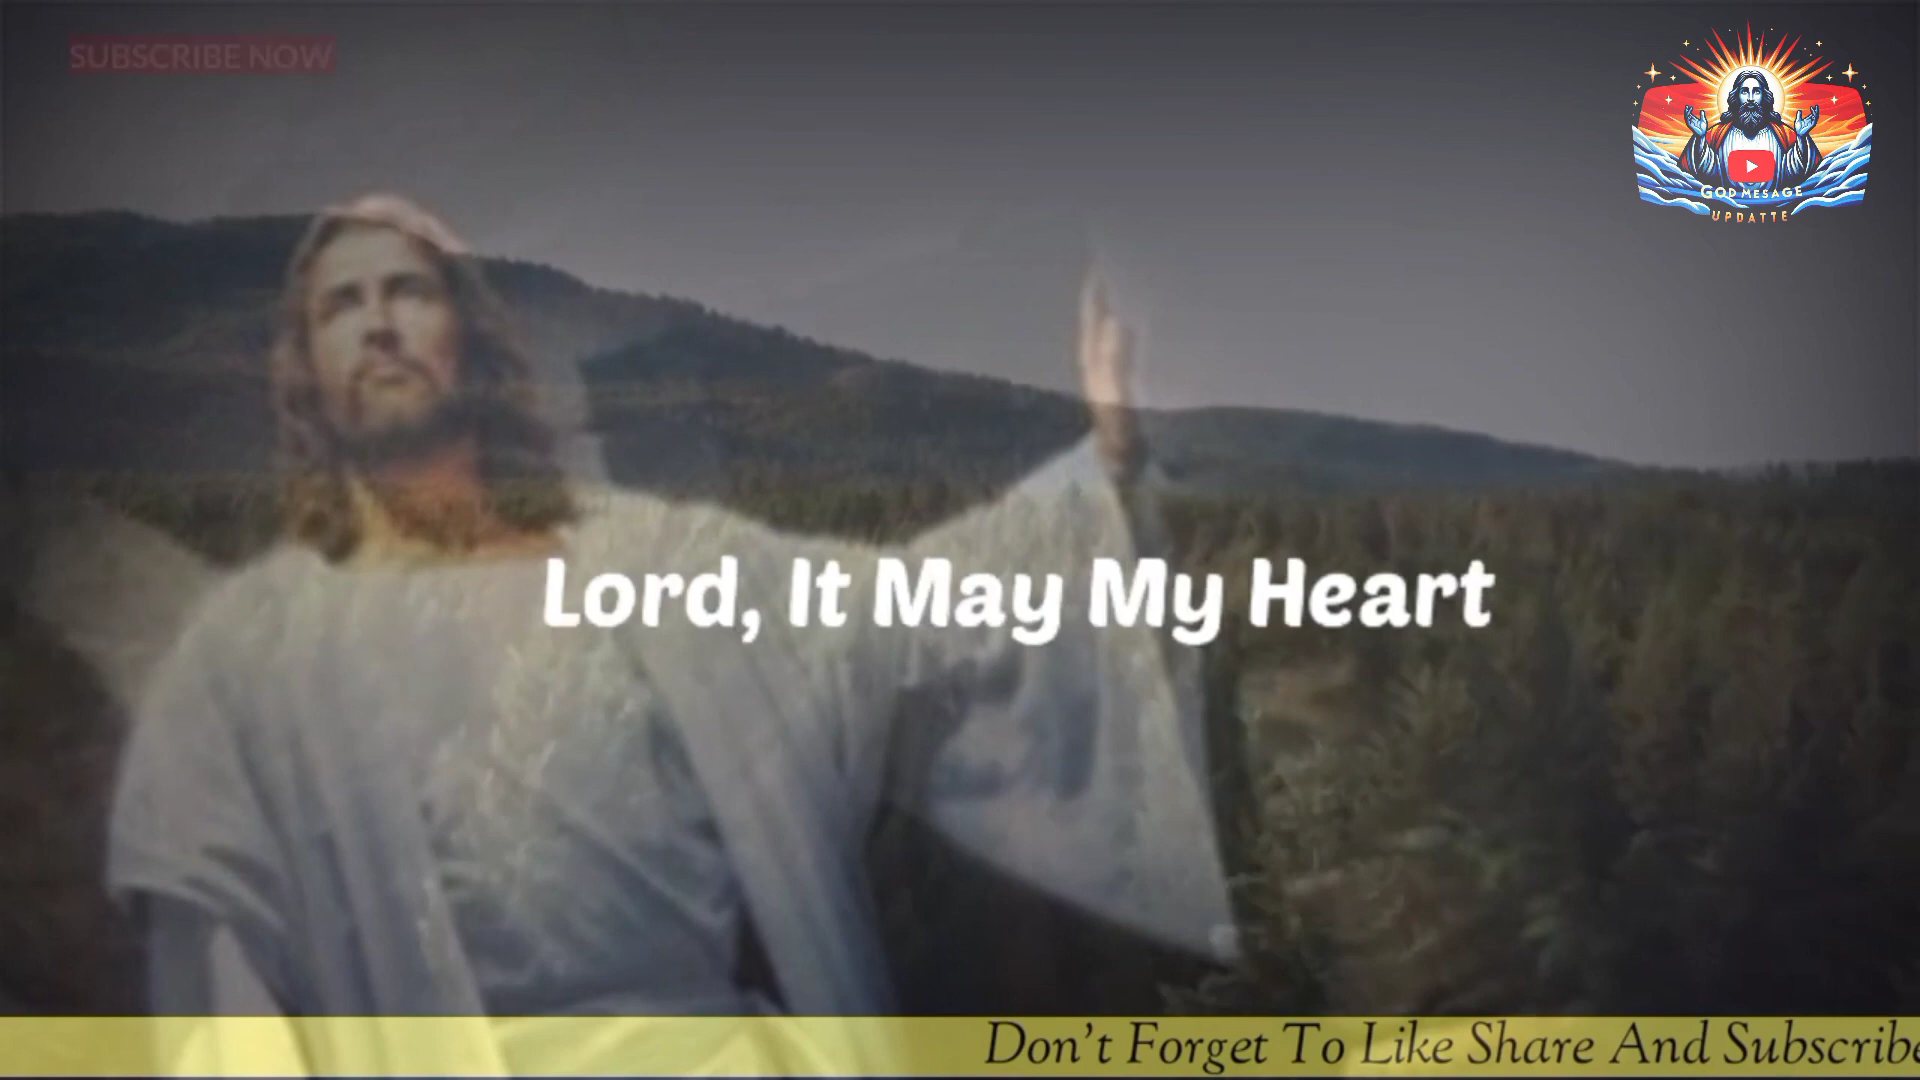 SUBSCRIBE NOW
GOD MESAGE
UPDATTE
Lord, It May My Heart
Don't Forget To Like Share And Subscribe